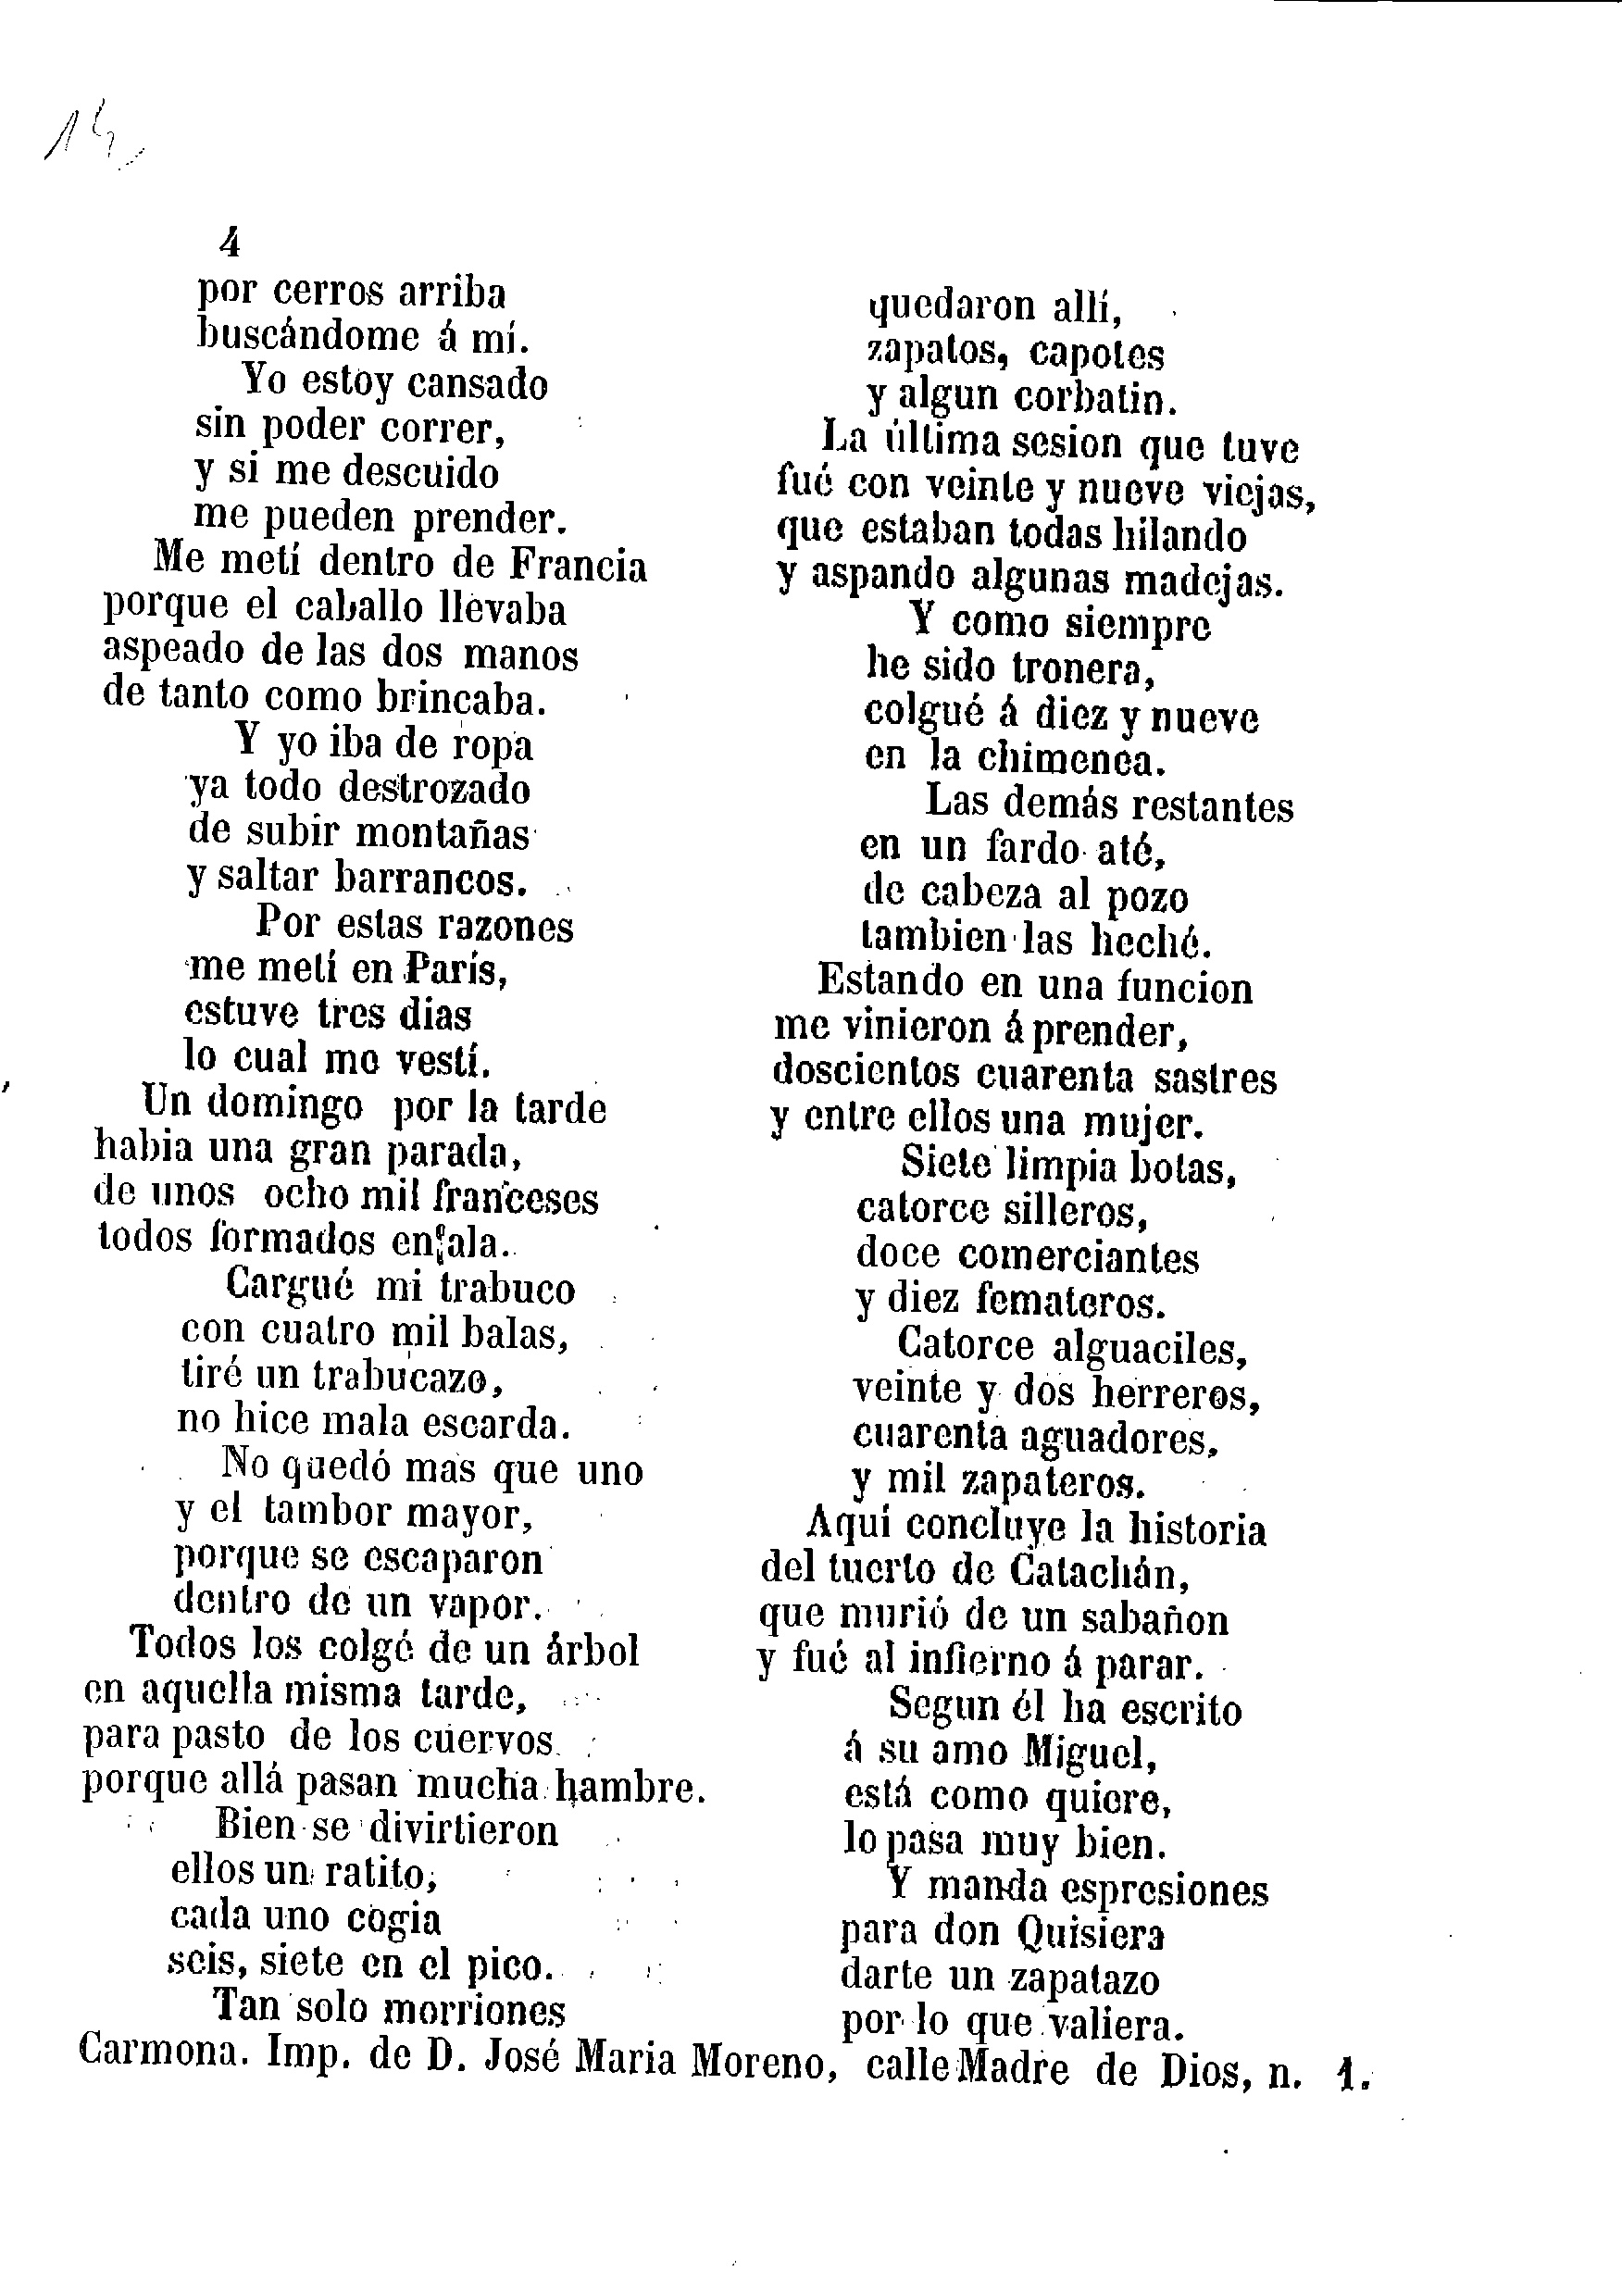 4
por cerros arriba
buscándome á mí.
Yo estoy cansado
sin poder correr,
y si me descuido
me pueden prender.
Me metí dentro de Francia
porque el caballo llevaba
aspeado de las dos manos
de tanto como brincaba.
Y yo iba de ropa
ya todo destrozado
de subir montañas
y saltar barrancos.
Por estas razones
me metí en París,
estuve tres dias
lo cual me vestí.
Un domingo por la tarde
habia una gran parada,
de unos ocho mil franceses
todos formados en ala.
Cargué mi trabuco
con cuatro mil balas,
tiré un trabucazo,
no hice mala escarda.
No quedó mas que uno
y el tambor mayor,
porque se escaparon
dentro de un vapor.
Todos los colgé de un árbol
en aquella misma tarde,
para pasto de los cuervos
porque allá pasan mucha hambre.
Bien se divirtieron
ellos un ratito,
cada uno cogia
seis, siete en el pico.
Tan solo morriones
quedaron allí,
zapatos, capotes
y algun corbatin.
La última sesion que tuve
fué con veinte y nueve viejas,
que estaban todas hilando
y aspando algunas madejas.
Y como siempre
he sido tronera,
colgué á diez y nueve
en la chimenea.
Las demás restantes
en un fardo até,
de cabeza al pozo
tambien las heché.
Estando en una funcion
me vinieron á prender,
doscientos cuarenta sastres
y entre ellos una mujer.
Siete limpia botas,
catorce silleros,
doce comerciantes
y diez femateros.
Catorce alguaciles,
veinte y dos herreros,
cuarenta aguadores,
y mil zapateros.
Aquí concluye la historia
del tuerto de Catachán,
que murió de un sabañon
y fué al infierno á parar.
Segun él ha escrito
á su amo Miguel,
está como quiere,
lo pasa muy bien.
Y manda espresiones
para don Quisiera
darte un zapatazo
por lo que valiera.
Carmona. Imp. de D. José Maria Moreno, calle Madre de Dios, n. 1.